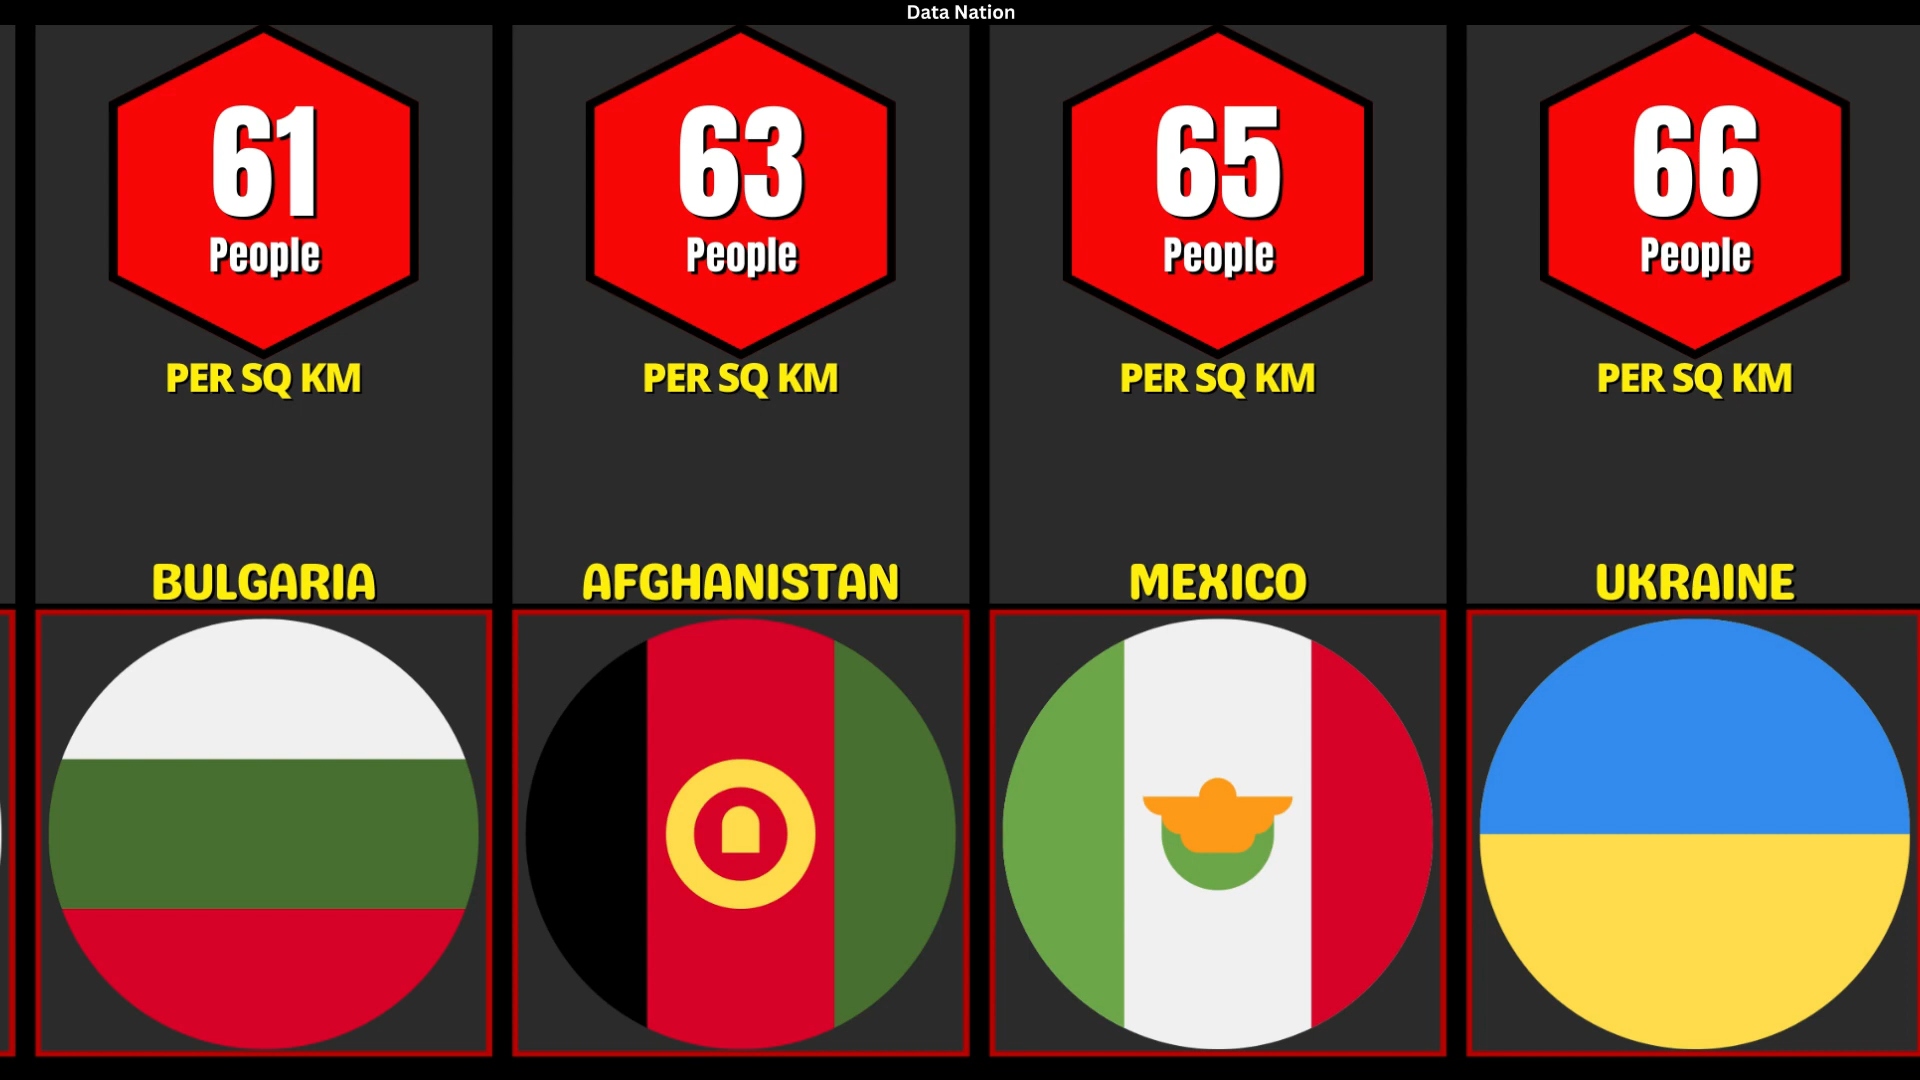 Data Nation
61
People
PER SQ KM
BULGARIA
63
People
PER SQ KM
AFGHANISTAN
65
People
PER SQ KM
MEXICO
66
People
PER SQ KM
UKRAINE